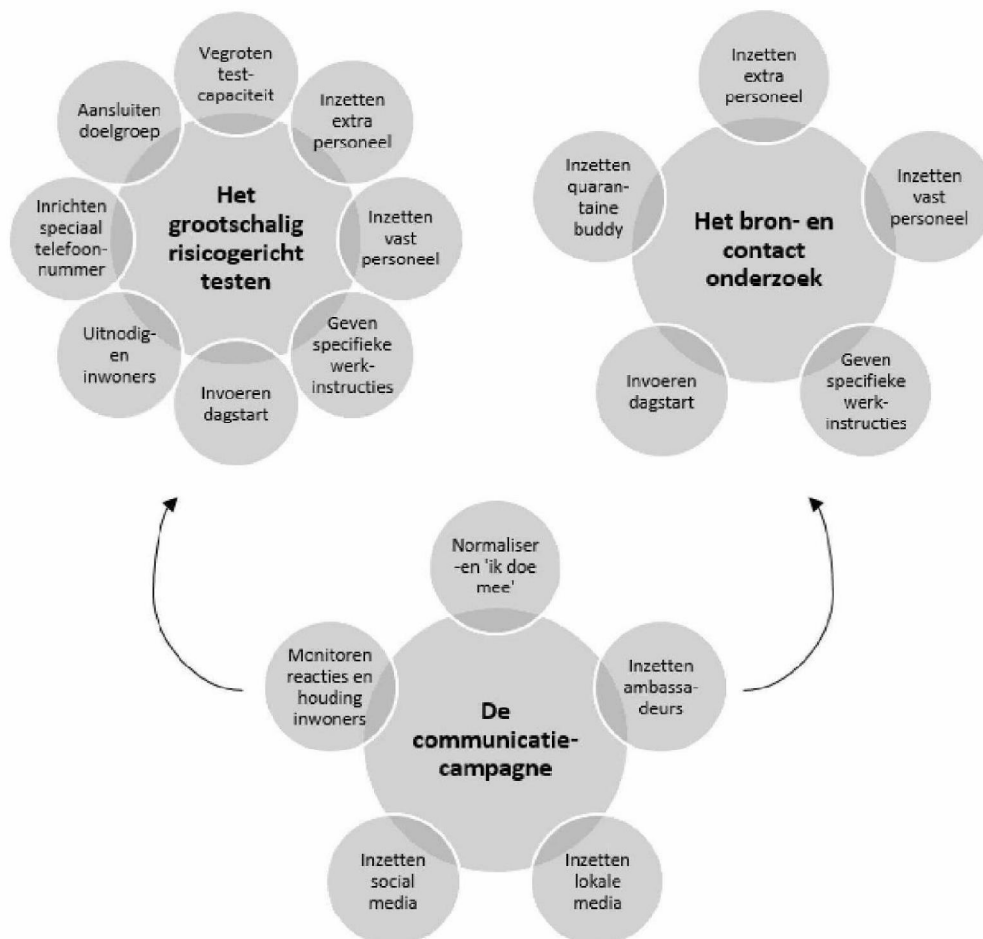 Vegroten
test-
capaciteit
Inzetten
extra
personeel
Inzetten
vast
personeel
Geven
specifieke
werk-
instructies
Invoeren
dagstart
Uitnodig-
en
inwoners
Inrichten
speciaal
telefoon-
nummer
Aansluiten
doelgroep
Het
grootschalig
risicogericht
testen
Inzetten
extra
personeel
Inzetten
vast
personeel
Geven
specifieke
werk-
instructies
Invoeren
dagstart
Inzetten
quaran-
taine
buddy
Het bron- en
contact
onderzoek
Normaliser
-en 'ik doe
mee'
Inzetten
ambassa-
deurs
Inzetten
lokale
media
Inzetten
social
media
Monitoren
reacties en
houding
inwoners
De
communicatie-
campagne